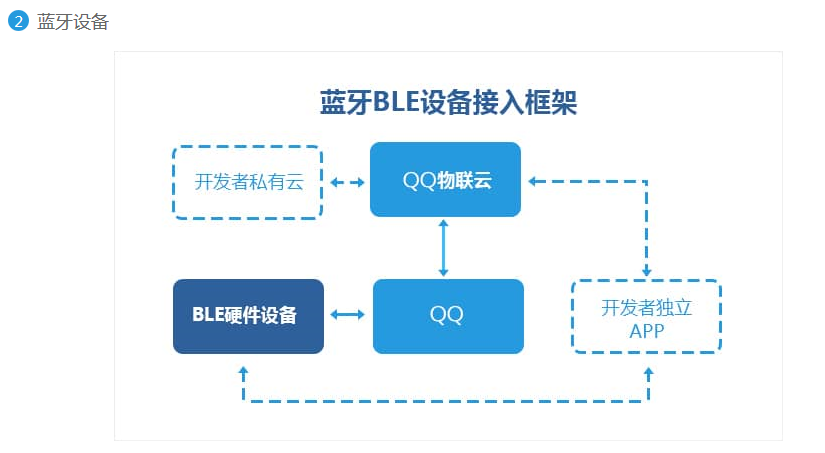 2 蓝牙设备
蓝牙BLE设备接入框架
开发者私有云
QQ物联云
BLE硬件设备
QQ
开发者独立
APP